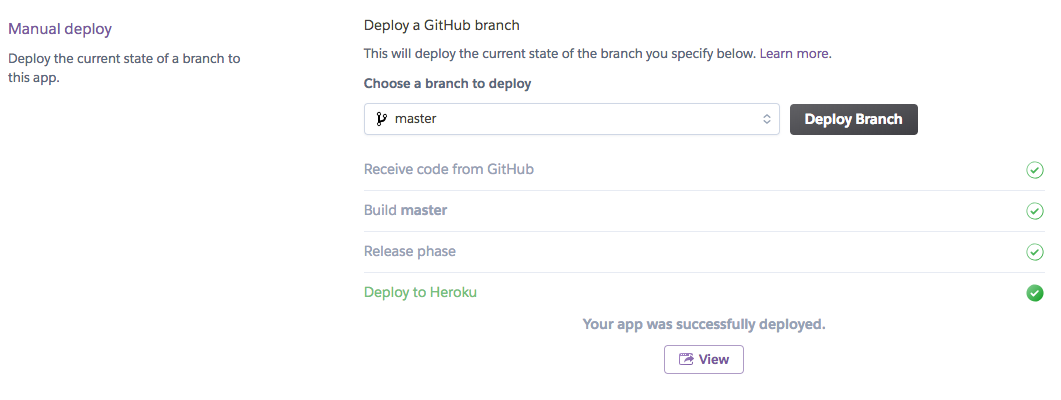 Manual deploy
Deploy the current state of a branch to
this app.
Deploy a GitHub branch
This will deploy the current state of the branch you specify below. Learn more.
Choose a branch to deploy
master
Deploy Branch
Receive code from GitHub
Build master
Release phase
Deploy to Heroku
Your app was successfully deployed.
View